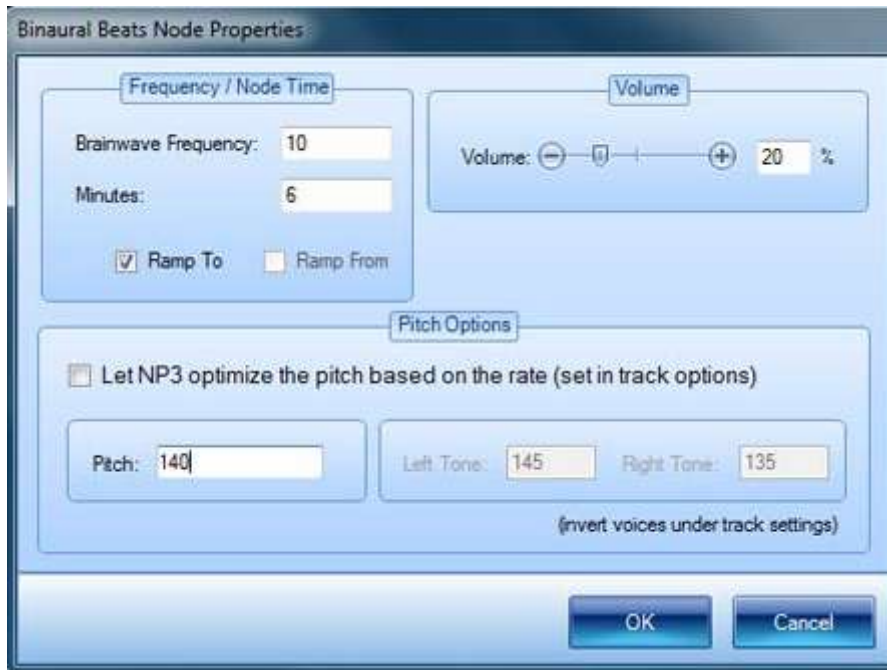 Binaural Beats Node Properties
Frequency / Node Time
Brainwave Frequency: 10
Minutes: 6
Ramp To Ramp From
Volume
Volume: 20 %
Pitch Options
Let NP3 optimize the pitch based on the rate (set in track options)
Pitch: 140
Left Tone: 145 Right Tone: 135
(invert voices under track settings)
OK Cancel